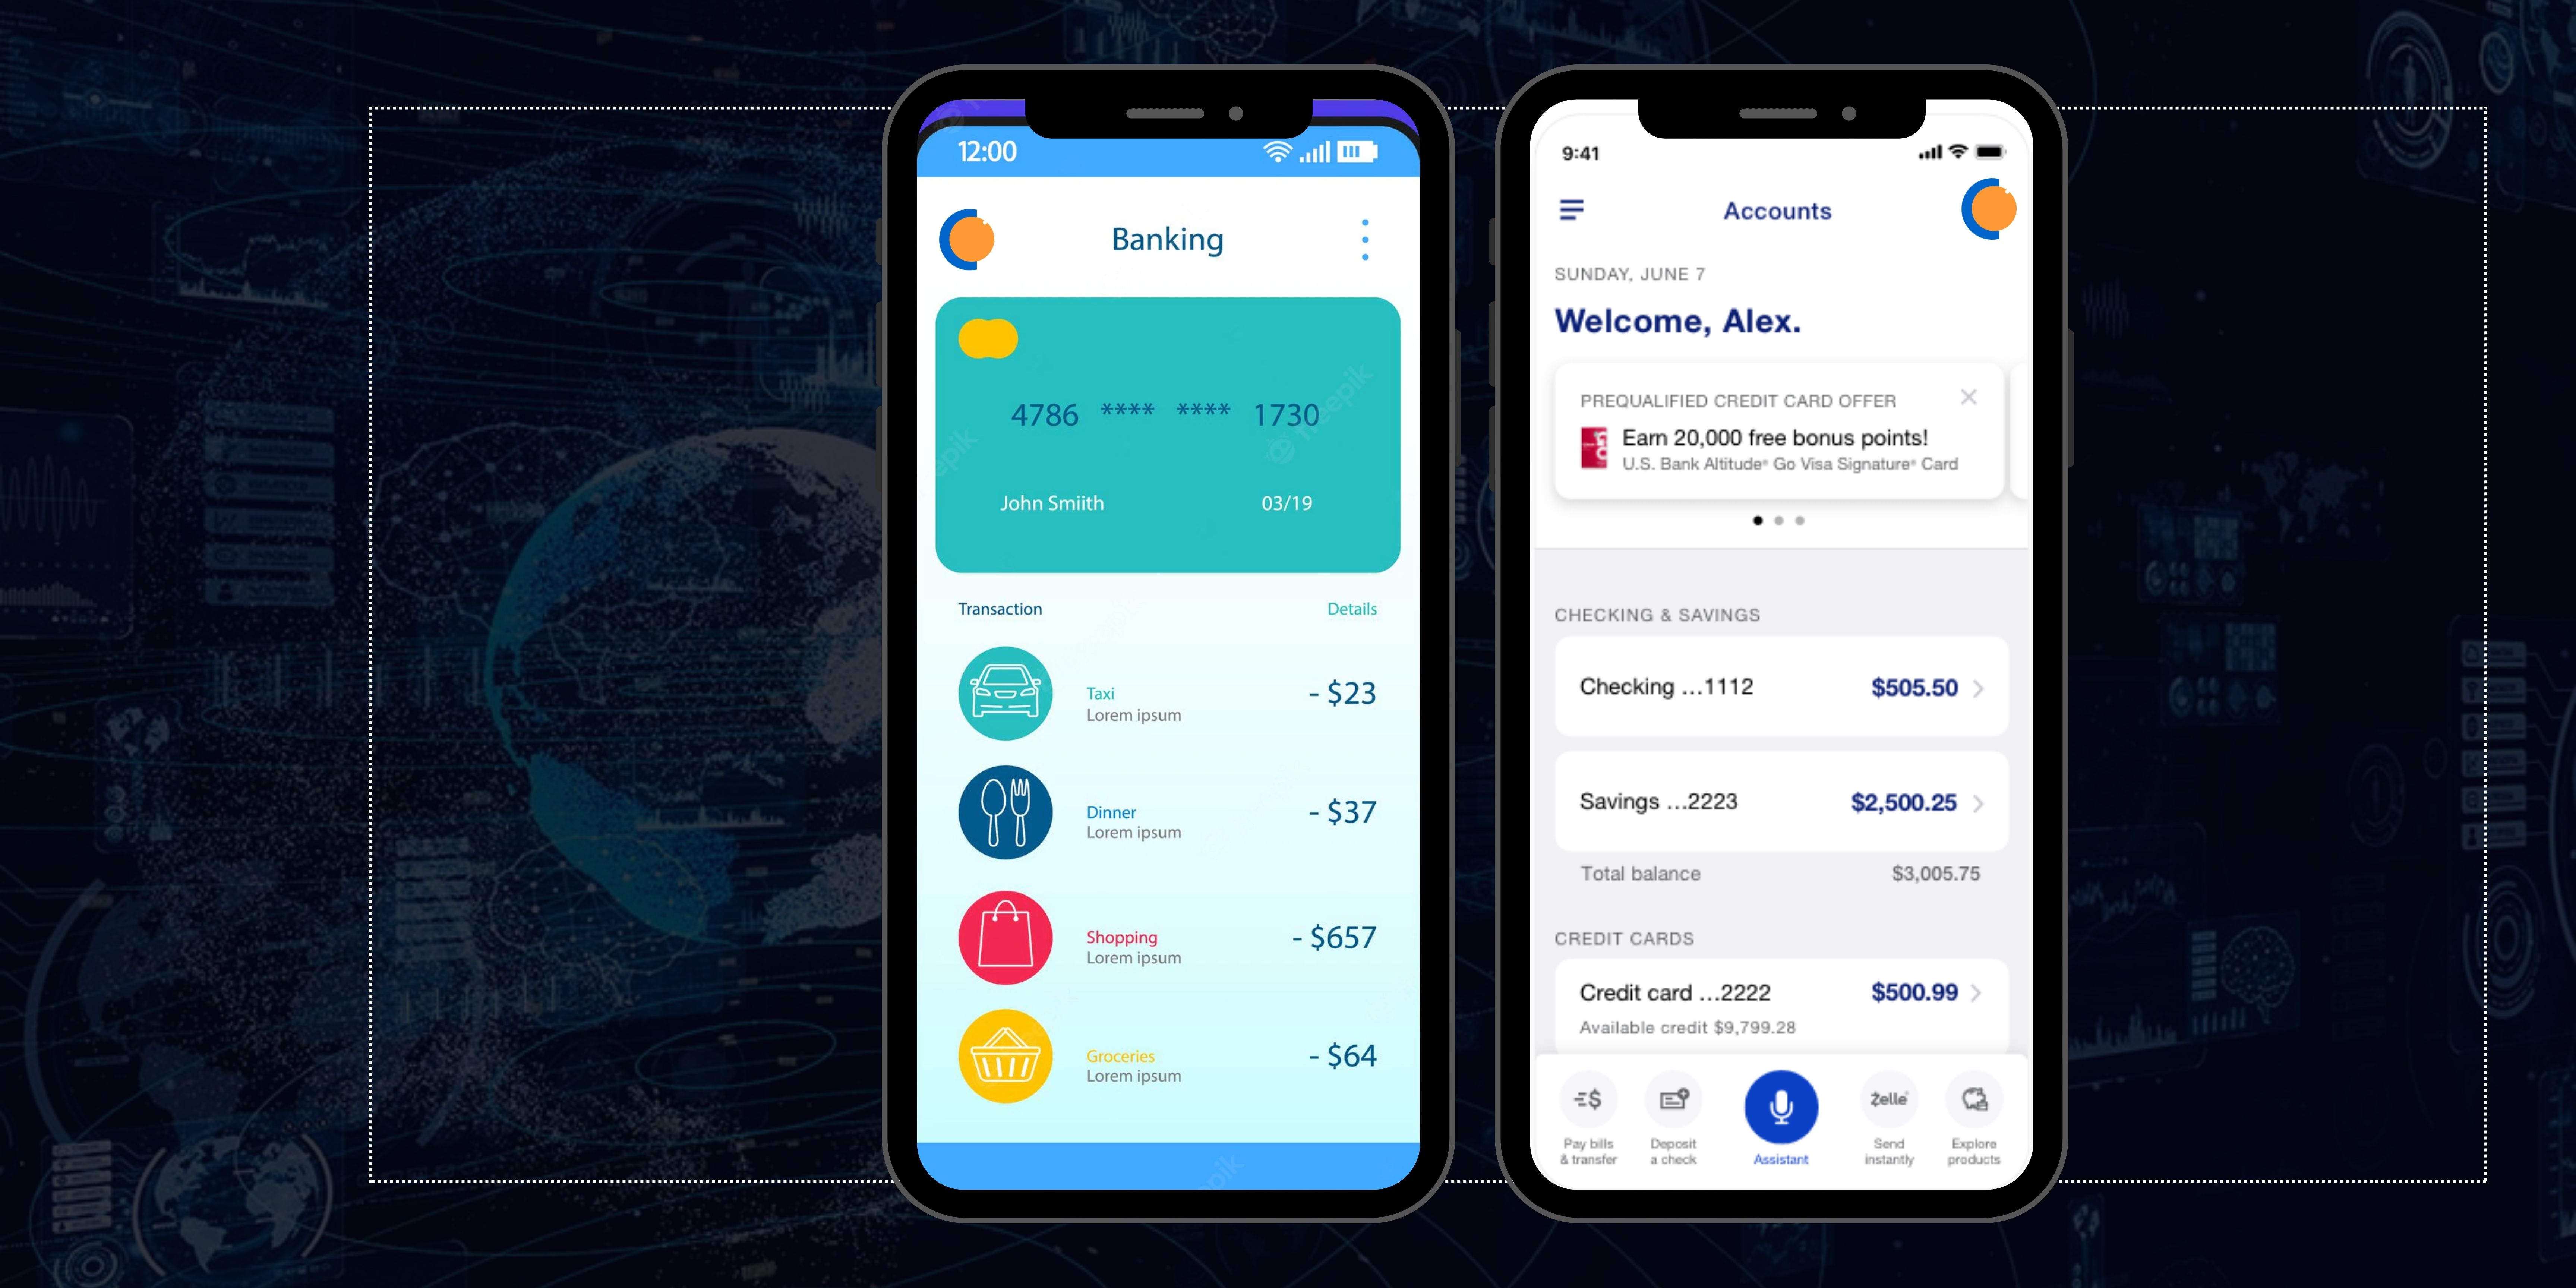 12:00
Banking
4786 **** **** 1730
John Smiith 03/19
Transaction Details
Taxi
Lorem ipsum
- $23
Dinner
Lorem ipsum
- $37
Shopping
Lorem ipsum
- $657
Groceries
Lorem ipsum
- $64
9:41
Accounts
SUNDAY, JUNE 7
Welcome, Alex.
PREQUALIFIED CREDIT CARD OFFER
Earn 20,000 free bonus points!
U.S. Bank Altitude® Go Visa Signature® Card
CHECKING & SAVINGS
Checking ...1112 $505.50
Savings ...2223 $2,500.25
Total balance $3,005.75
CREDIT CARDS
Credit card ...2222 $500.99
Available credit $9,799.28
Pay bills
& transfer
Deposit
a check
Assistant
Zelle
Send
instantly
Explore
products